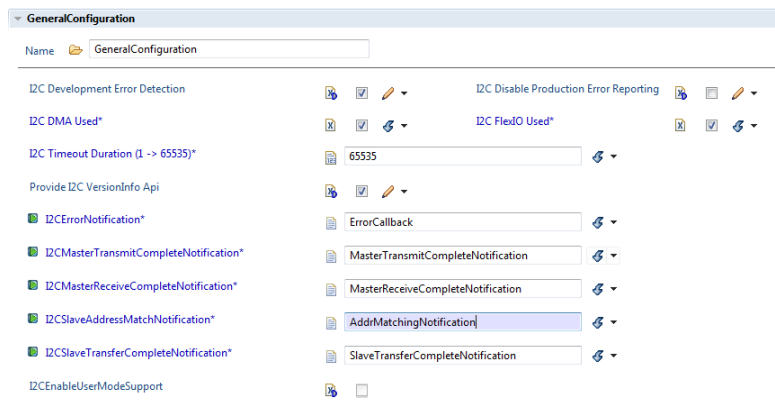 GeneralConfiguration
Name GeneralConfiguration
I2C Development Error Detection I2C Disable Production Error Reporting
I2C DMA Used* I2C FlexIO Used*
I2C Timeout Duration (1 -> 65535)* 65535
Provide I2C VersionInfo Api
I2CErrorNotification* ErrorCallback
I2CMasterTransmitCompleteNotification* MasterTransmitCompleteNotification
I2CMasterReceiveCompleteNotification* MasterReceiveCompleteNotification
I2CSlaveAddressMatchNotification* AddrMatchingNotification
I2CSlaveTransferCompleteNotification* SlaveTransferCompleteNotification
I2CEnableUserModeSupport